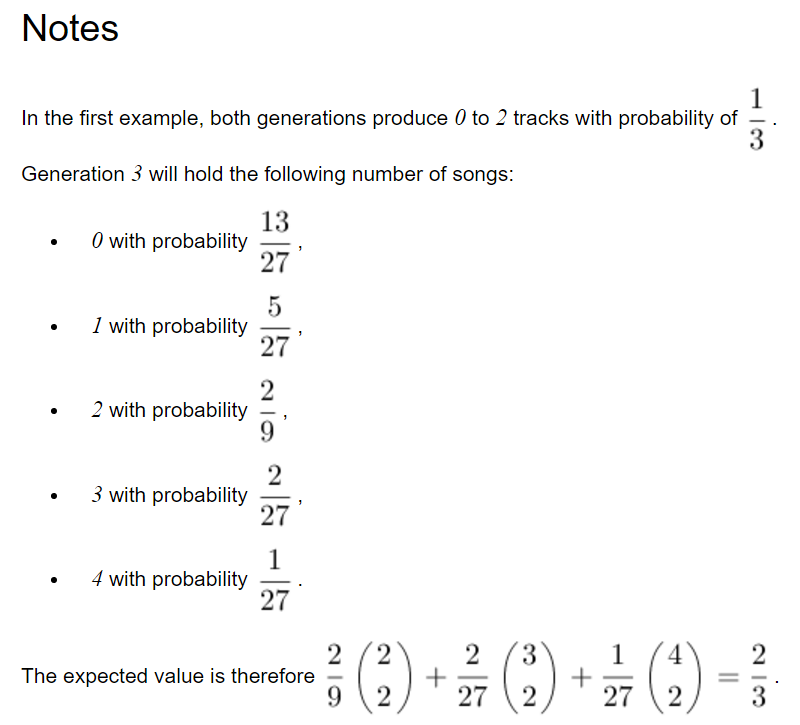 Notes
In the first example, both generations produce 0 to 2 tracks with probability of $\frac{1}{3}$.
Generation 3 will hold the following number of songs:
• 0 with probability $\frac{13}{27}$,
• 1 with probability $\frac{5}{27}$,
• 2 with probability $\frac{2}{9}$,
• 3 with probability $\frac{2}{27}$,
• 4 with probability $\frac{1}{27}$.
The expected value is therefore $\frac{2}{9}\binom{2}{2}+\frac{2}{27}\binom{3}{2}+\frac{1}{27}\binom{4}{2}=\frac{2}{3}$.